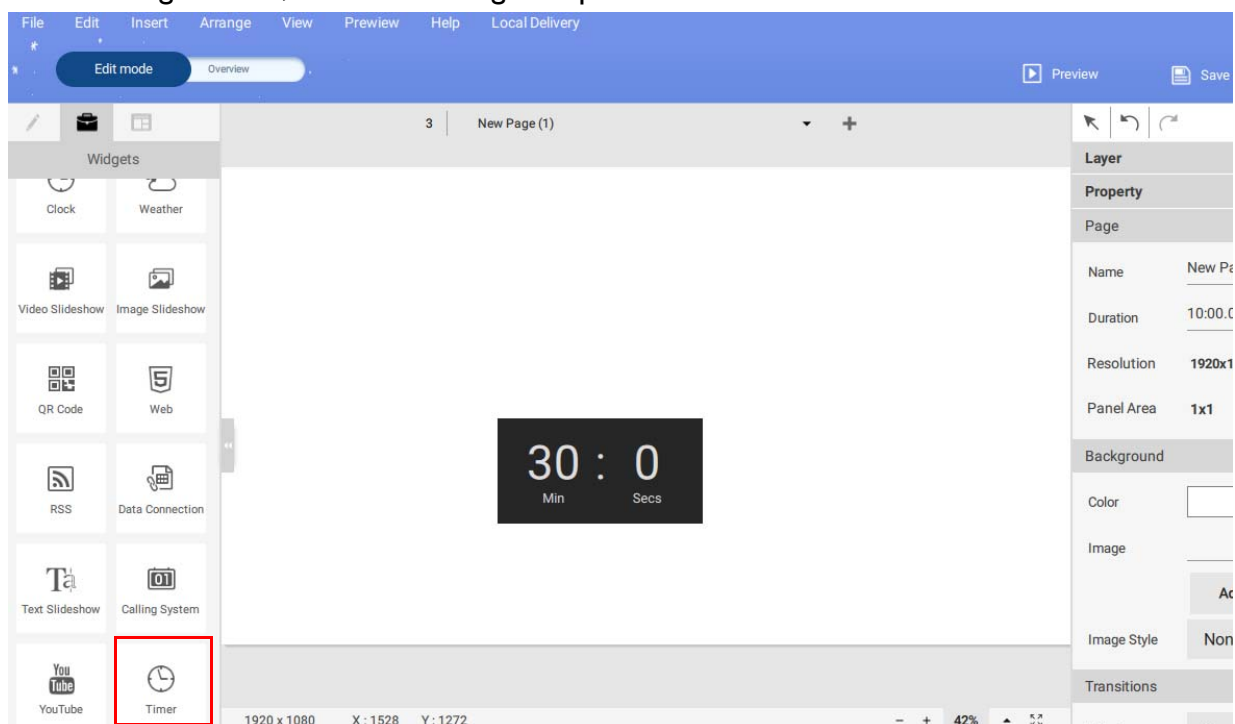 File Edit Insert Arrange View Prewiew Help Local Delivery
Edit mode Overview
Preview Save
3 New Page (1)
Widgets
Clock Weather
Video Slideshow Image Slideshow
QR Code Web
RSS Data Connection
Text Slideshow Calling System
You
Tube
YouTube Timer
30 : 0
Min Secs
1920 x 1080 X : 1528 Y : 1272 - + 42%
Layer
Property
Page
Name New Pa
Duration 10:00.0
Resolution 1920x1
Panel Area 1x1
Background
Color
Image
Ad
Image Style Non
Transitions